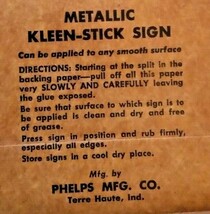 METALLIC
KLEEN-STICK SIGN
Can be applied to any smooth surface
DIRECTIONS: Starting at the split in the
backing paper—pull off all this paper
very SLOWLY AND CAREFULLY leaving
the glue exposed.
Be sure that surface to which sign is to
be applied is clean and dry and free
of grease.
Press sign in position and rub firmly,
especially all edges.
Store signs in a cool dry place.
Mfg. by
PHELPS MFG. CO.
Terre Haute, Ind.